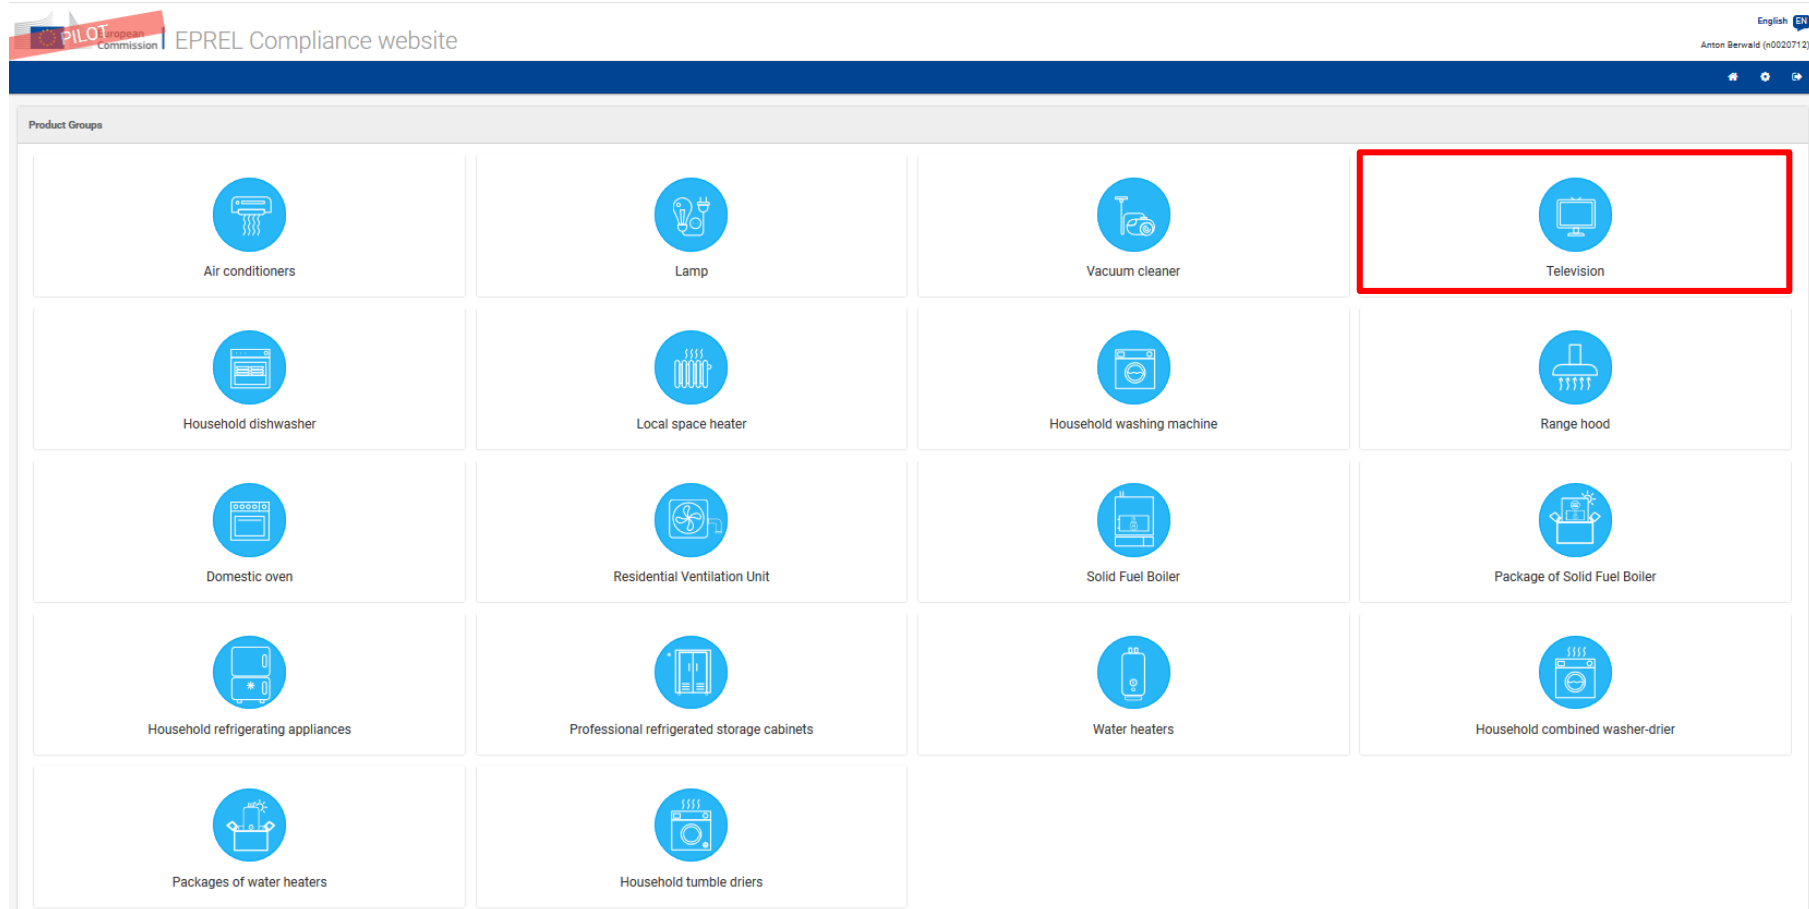 PILOT
European
Commission
EPREL Compliance website
English EN
Anton Berwald (n0020712)
Product Groups
Air conditioners
Lamp
Vacuum cleaner
Television
Household dishwasher
Local space heater
Household washing machine
Range hood
Domestic oven
Residential Ventilation Unit
Solid Fuel Boiler
Package of Solid Fuel Boiler
Household refrigerating appliances
Professional refrigerated storage cabinets
Water heaters
Household combined washer-drier
Packages of water heaters
Household tumble driers